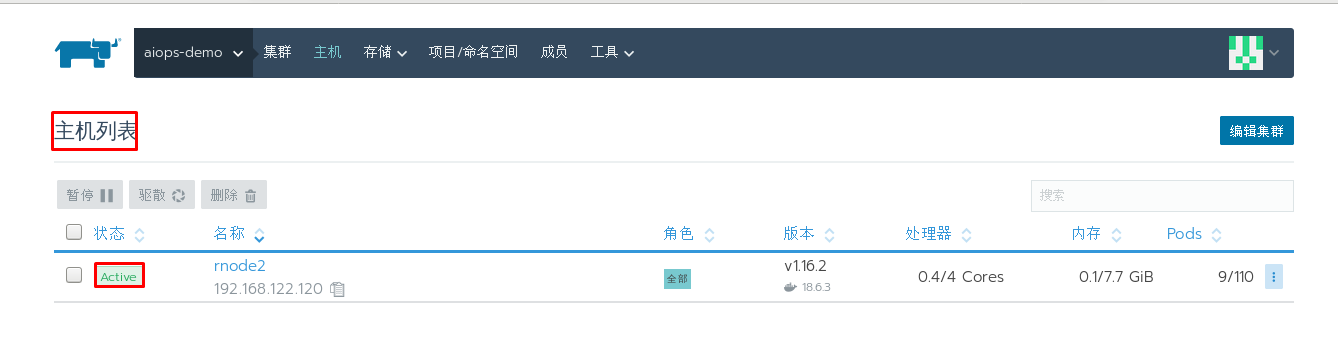 aiops-demo 集群 主机 存储 项目/命名空间 成员 工具
主机列表 编辑集群
暂停 驱散 删除 搜索
状态 名称 角色 版本 处理器 内存 Pods
Active rnode2 全部 v1.16.2 0.4/4 Cores 0.1/7.7 GiB 9/110
192.168.122.120 18.6.3